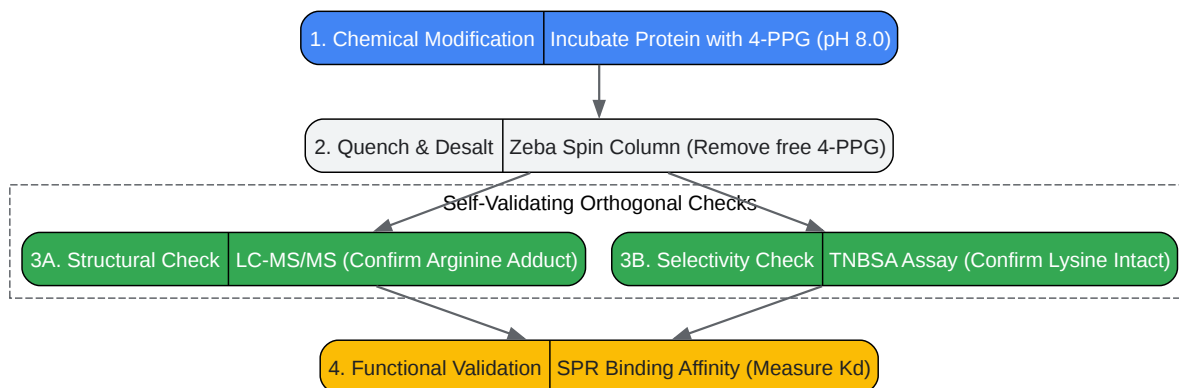 1. Chemical Modification Incubate Protein with 4-PPG (pH 8.0)
2. Quench & Desalt Zeba Spin Column (Remove free 4-PPG)
Self-Validating Orthogonal Checks
3A. Structural Check LC-MS/MS (Confirm Arginine Adduct)
3B. Selectivity Check TNBSA Assay (Confirm Lysine Intact)
4. Functional Validation SPR Binding Affinity (Measure Kd)